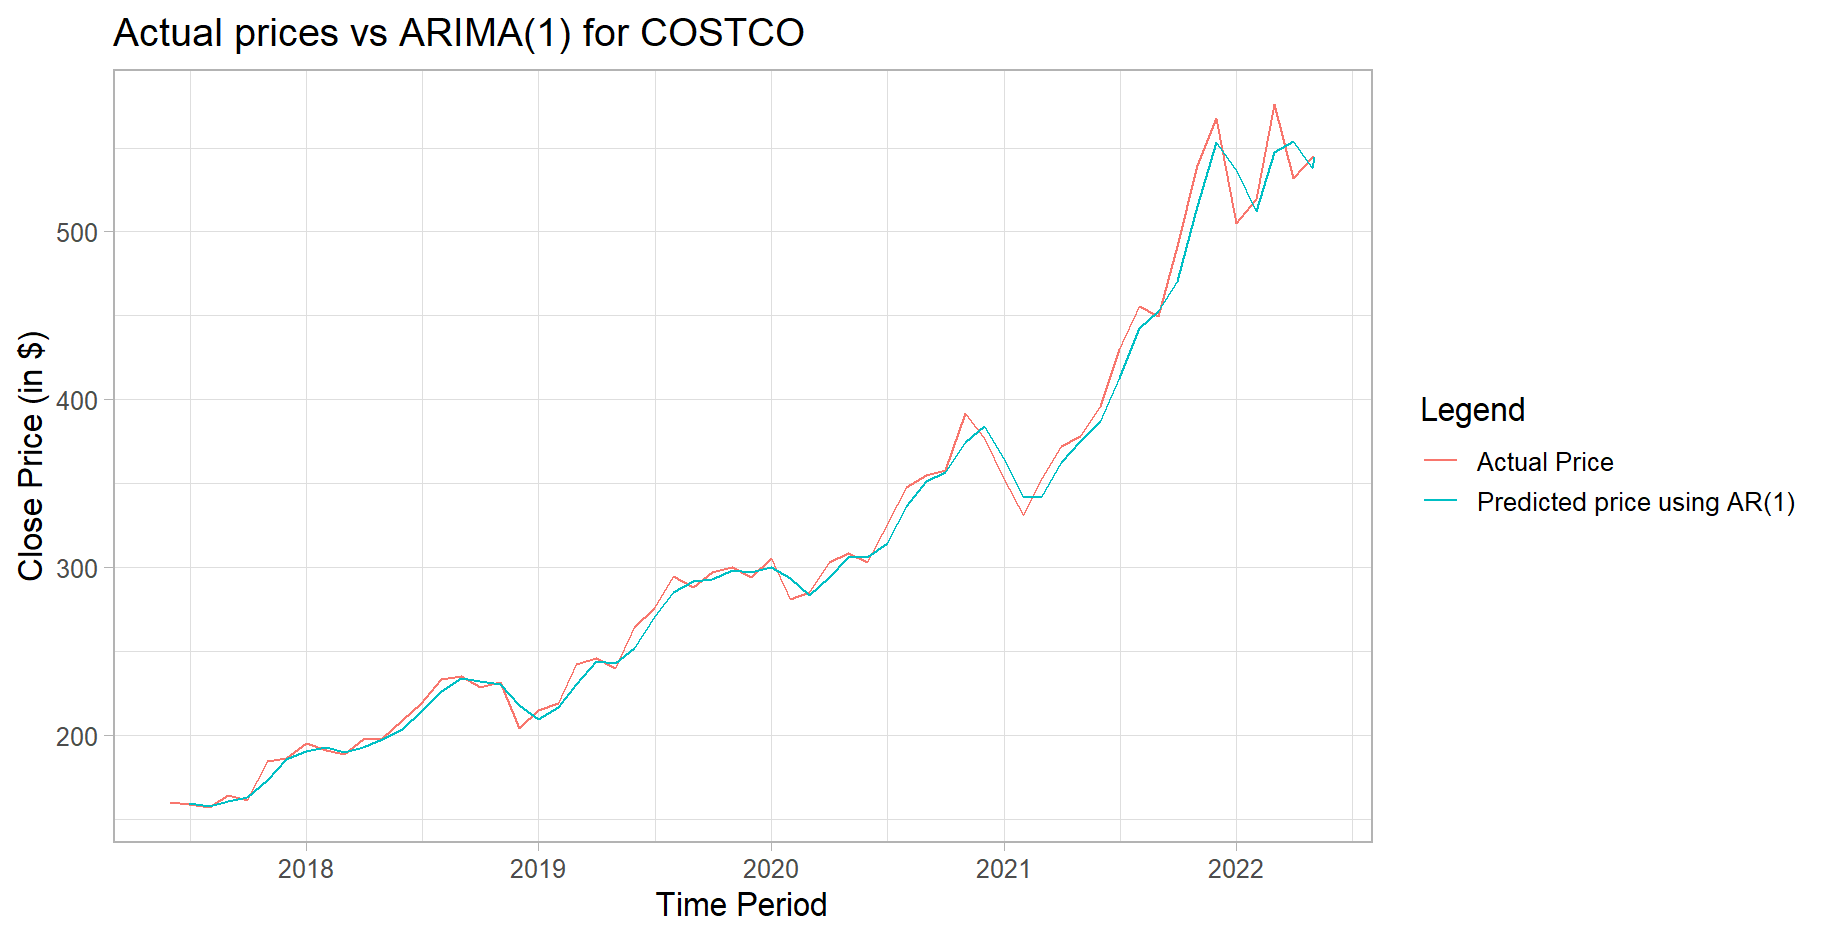 Actual prices vs ARIMA(1) for COSTCO
Close Price (in $)
500
400
300
200
2018
2019
2020
2021
2022
Time Period
Legend
Actual Price
Predicted price using AR(1)